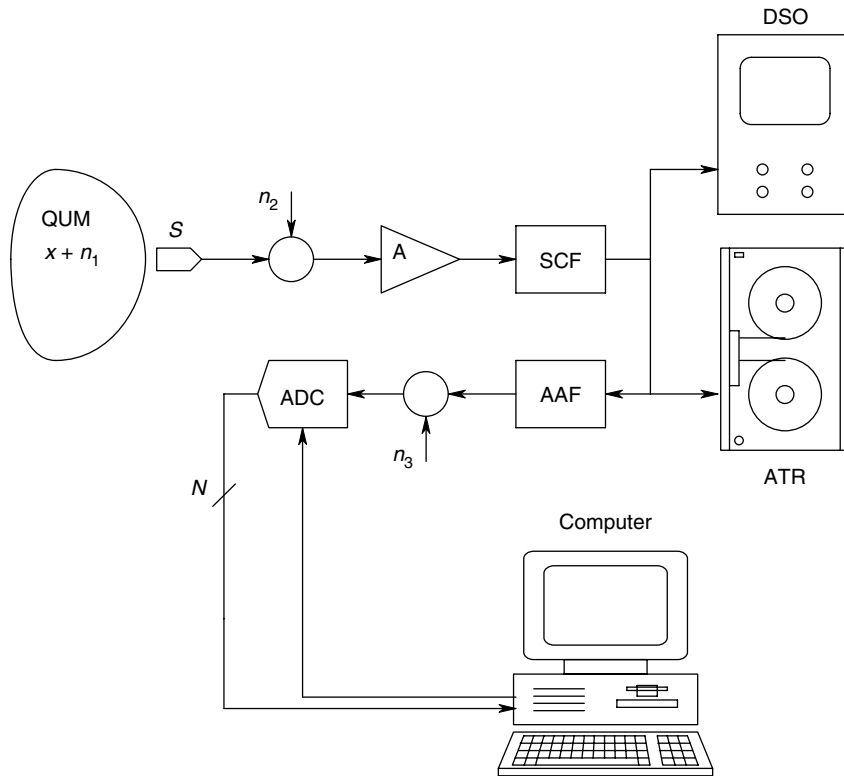 DSO
QUM
x + n1
S
n2
A
SCF
ADC
n3
AAF
N
ATR
Computer